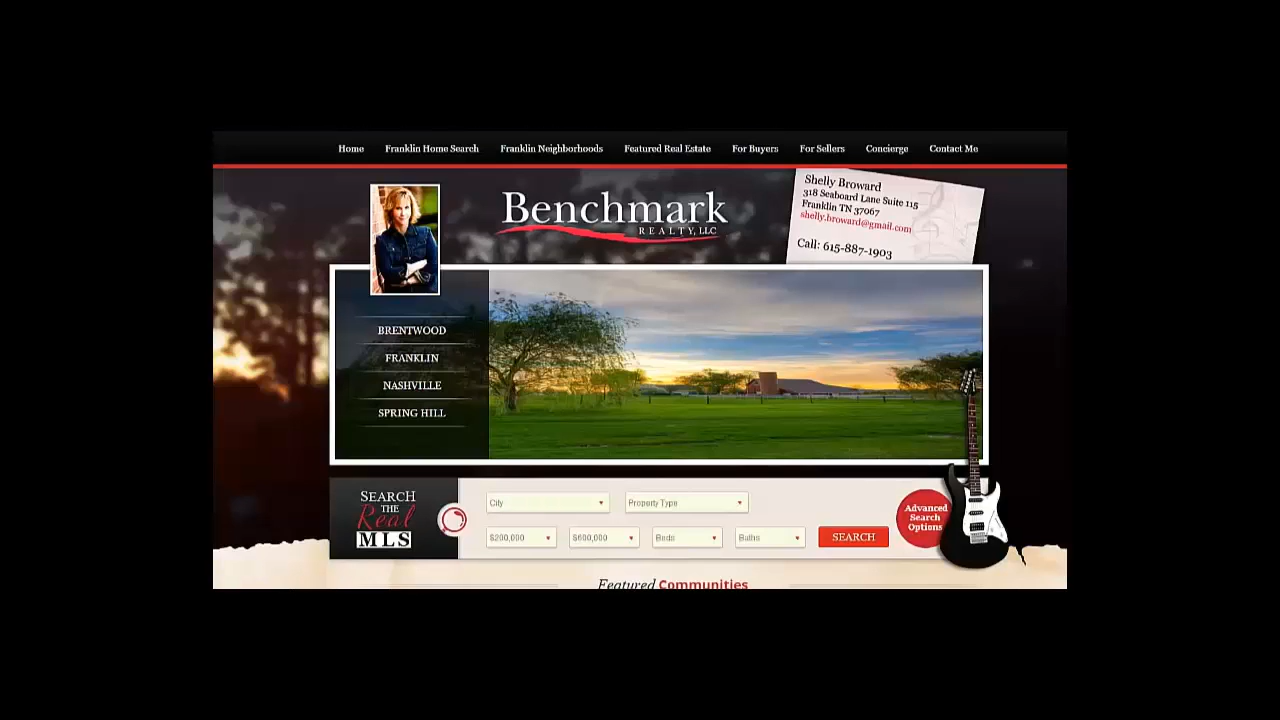 Home Franklin Home Search Franklin Neighborhoods Featured Real Estate For Buyers For Sellers Concierge Contact Me
Benchmark
REALTY, LLC
Shelly Broward
318 Seaboard Lane Suite 115
Franklin TN 37067
shelly.broward@gmail.com
Call: 615-887-1903
BRENTWOOD
FRANKLIN
NASHVILLE
SPRING HILL
SEARCH
THE
Real
MLS
City Property Type
$200,000 $600,000 Beds Baths SEARCH
Advanced
Search
Options
Featured Communities